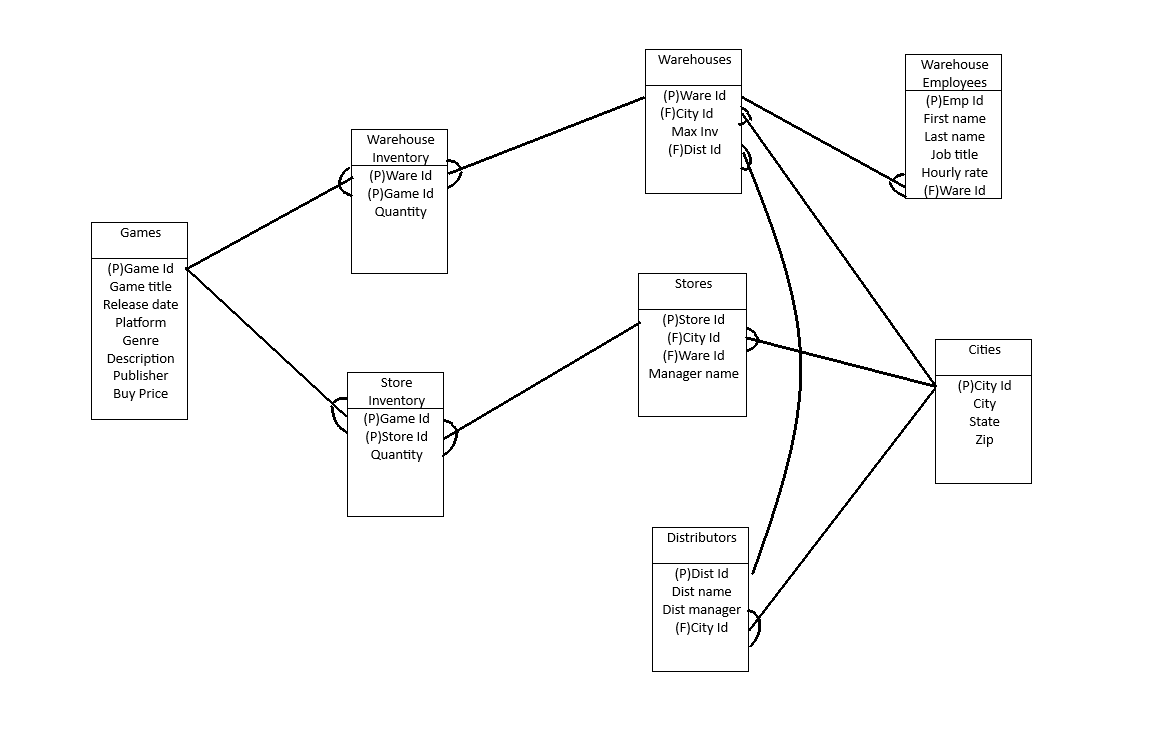 Warehouses
(P)Ware Id
(F)City Id
Max Inv
(F)Dist Id
Warehouse
Employees
(P)Emp Id
First name
Last name
Job title
Hourly rate
(F)Ware Id
Warehouse
Inventory
(P)Ware Id
(P)Game Id
Quantity
Games
(P)Game Id
Game title
Release date
Platform
Genre
Description
Publisher
Buy Price
Stores
(P)Store Id
(F)City Id
(F)Ware Id
Manager name
Cities
(P)City Id
City
State
Zip
Store
Inventory
(P)Game Id
(P)Store Id
Quantity
Distributors
(P)Dist Id
Dist name
Dist manager
(F)City Id